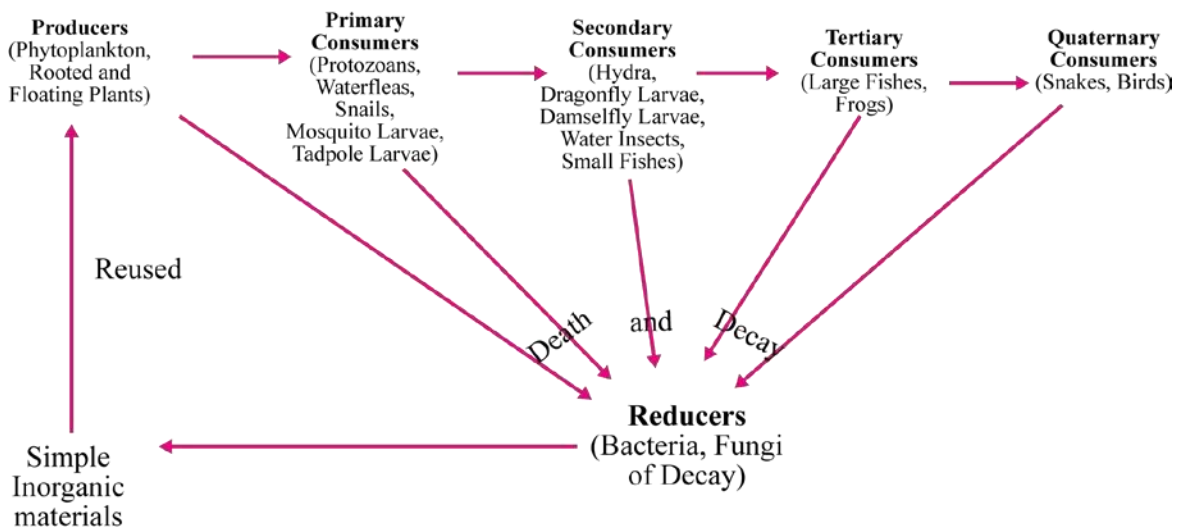 Producers
(Phytoplankton,
Rooted and
Floating Plants)
Primary
Consumers
(Protozoans,
Waterfleas,
Snails,
Mosquito Larvae,
Tadpole Larvae)
Secondary
Consumers
(Hydra,
Dragonfly Larvae,
Damselfly Larvae,
Water Insects,
Small Fishes)
Tertiary
Consumers
(Large Fishes,
Frogs)
Quaternary
Consumers
(Snakes, Birds)
Reused
Death and Decay
Reducers
(Bacteria, Fungi
of Decay)
Simple
Inorganic
materials